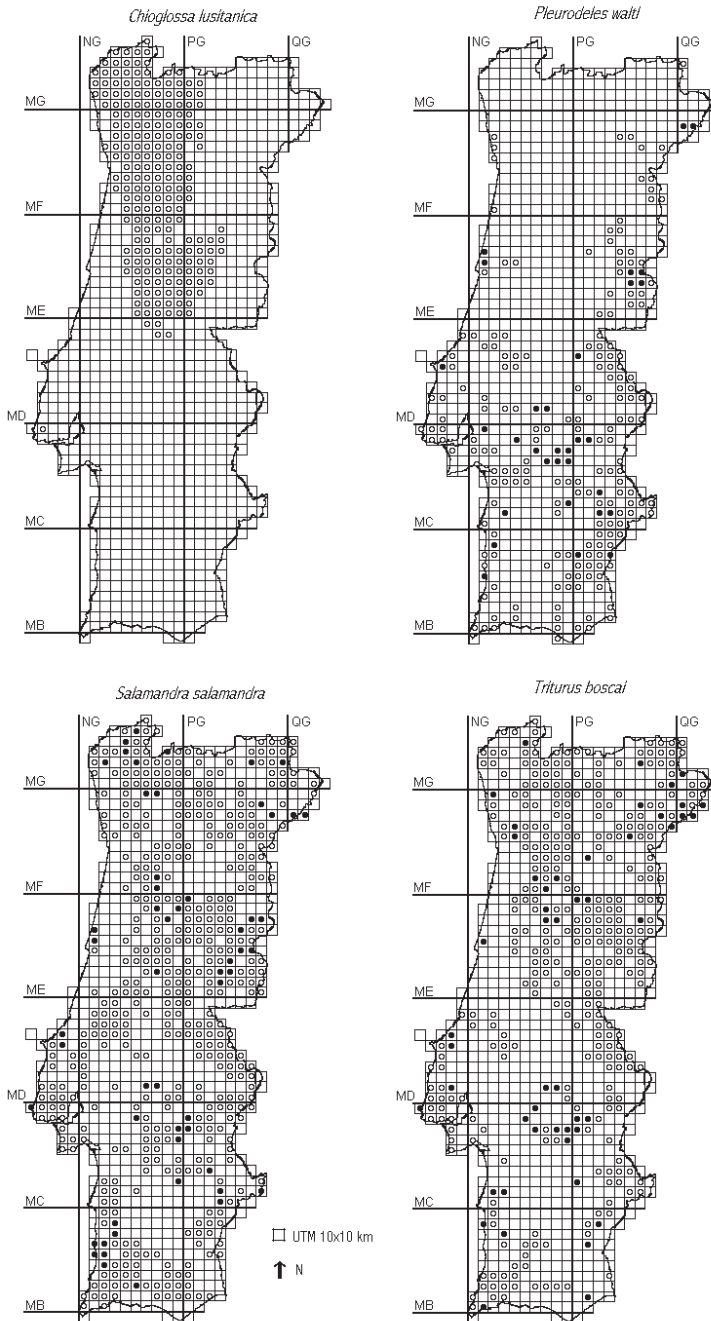 Chioglossa lusitanica
NG PG QG
MG
MF
ME
MD
MC
MB
Pleurodeles waltl
NG PG QG
MG
MF
ME
MD
MC
MB
Salamandra salamandra
NG PG QG
MG
MF
ME
MD
MC
MB
UTM 10x10 km
N
Triturus boscai
NG PG QG
MG
MF
ME
MD
MC
MB